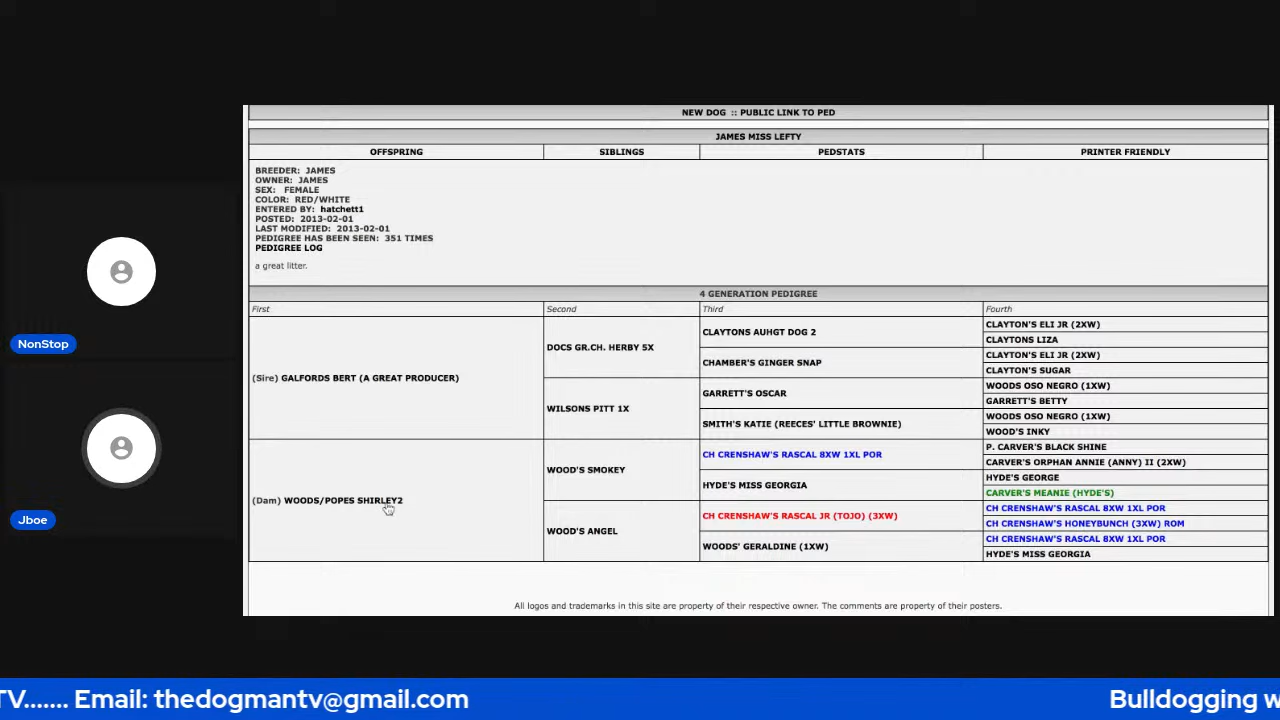 NEW DOG :: PUBLIC LINK TO PED
JAMES MISS LEFTY
OFFSPRING SIBLINGS PEDSTATS PRINTER FRIENDLY
BREEDER: JAMES
OWNER: JAMES
SEX: FEMALE
COLOR: RED/WHITE
ENTERED BY: hatchett1
POSTED: 2013-02-01
LAST MODIFIED: 2013-02-01
PEDIGREE HAS BEEN SEEN: 351 TIMES
PEDIGREE LOG
a great litter.
4 GENERATION PEDIGREE
First Second Third Fourth
(Sire) GALFORDS BERT (A GREAT PRODUCER)
DOCS GR.CH. HERBY 5X
CLAYTONS AUHGT DOG 2
CLAYTON'S ELI JR (2XW)
CLAYTONS LIZA
CHAMBER'S GINGER SNAP
CLAYTON'S ELI JR (2XW)
CLAYTON'S SUGAR
WILSONS PITT 1X
GARRETT'S OSCAR
WOODS OSO NEGRO (1XW)
GARRETT'S BETTY
SMITH'S KATIE (REECES' LITTLE BROWNIE)
WOODS OSO NEGRO (1XW)
WOOD'S INKY
(Dam) WOODS/POPES SHIRLEY2
WOOD'S SMOKEY
CH CRENSHAW'S RASCAL 8XW 1XL POR
P. CARVER'S BLACK SHINE
CARVER'S ORPHAN ANNIE (ANNY) II (2XW)
HYDE'S MISS GEORGIA
HYDE'S GEORGE
CARVER'S MEANIE (HYDE'S)
WOOD'S ANGEL
CH CRENSHAW'S RASCAL JR (TOJO) (3XW)
CH CRENSHAW'S RASCAL 8XW 1XL POR
CH CRENSHAW'S HONEYBUNCH (3XW) ROM
WOODS' GERALDINE (1XW)
CH CRENSHAW'S RASCAL 8XW 1XL POR
HYDE'S MISS GEORGIA
All logos and trademarks in this site are property of their respective owner. The comments are property of their posters.
NonStop
Jboe
TV....... Email: thedogmantv@gmail.com Bulldogging w